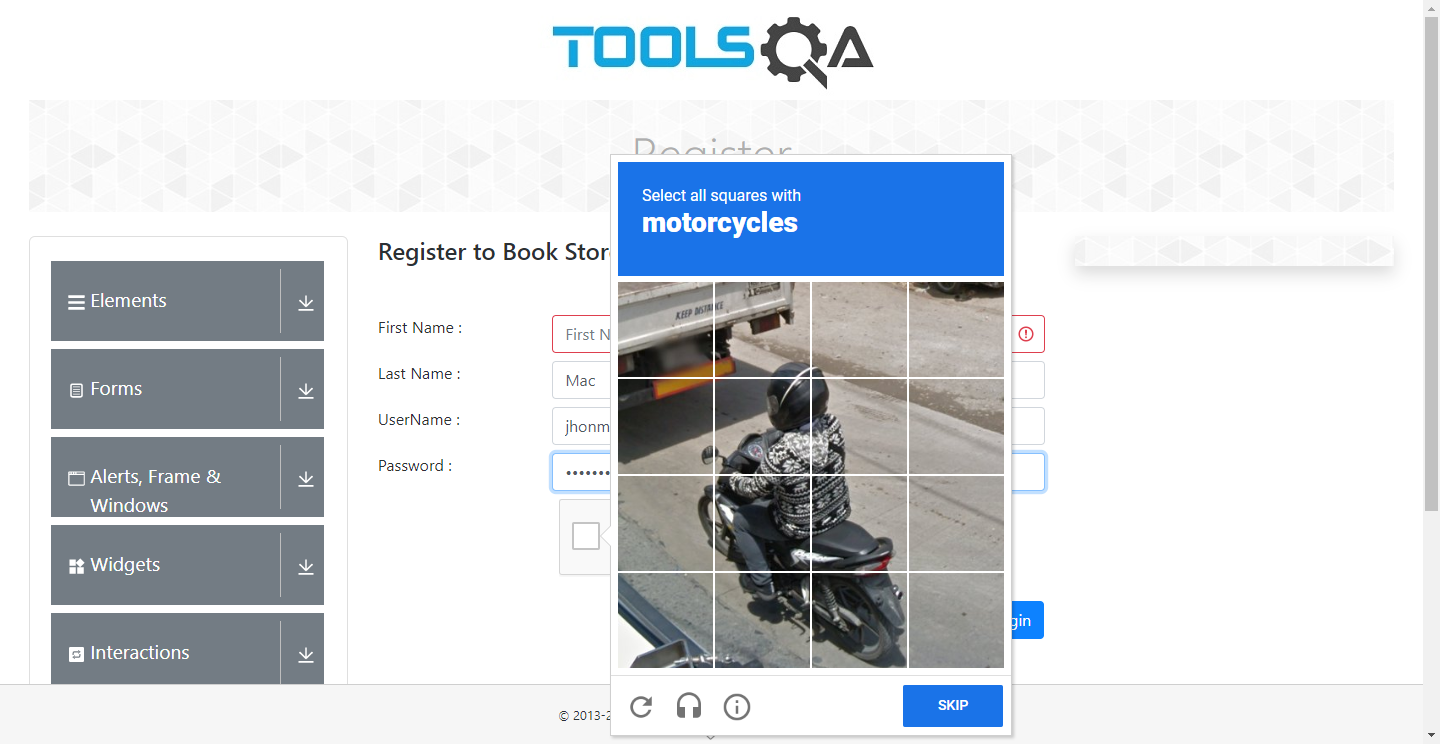 TOOLSQA
Register
Register to Book Stor
Elements
Forms
Alerts, Frame &
Windows
Widgets
Interactions
First Name :
First N
Last Name :
Mac
UserName :
jhonm
Password :
gin
© 2013-2
Select all squares with
motorcycles
KEEP DISTANCE
SKIP